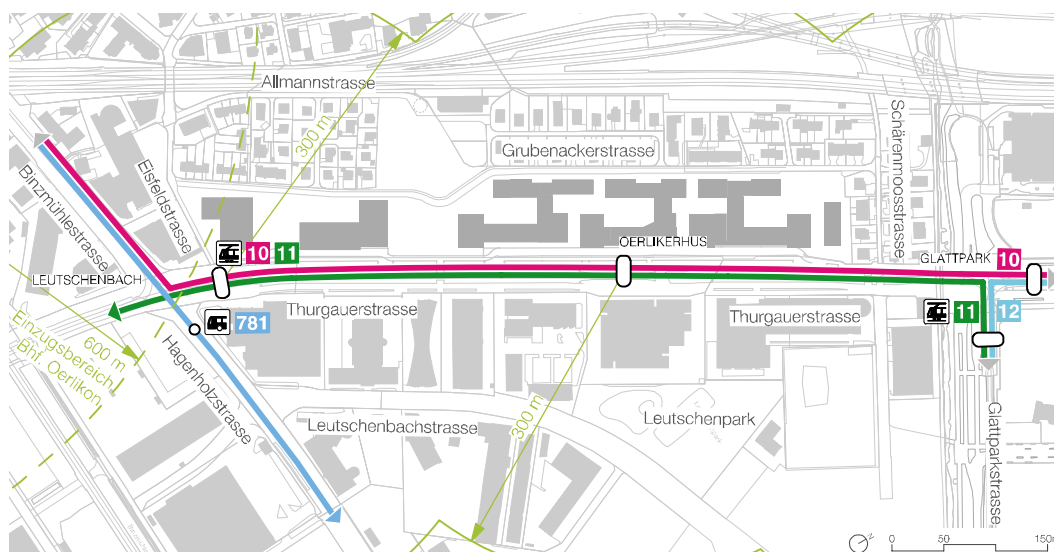 Allmannstrasse
300 m
Grubenackerstrasse
Schärenmoosstrasse
Binzmühlestrasse
Eisfeldstrasse
10 11
OERLIKERHUS
GLATTPARK 10
LEUTSCHENBACH
Thurgauerstrasse
Thurgauerstrasse
11
12
781
600 m
Einzugsbereich
Bhf. Oerlikon
Hagenholzstrasse
Leutschenbachstrasse
300 m
Leutschenpark
Glattparkstrasse
0 50 150m